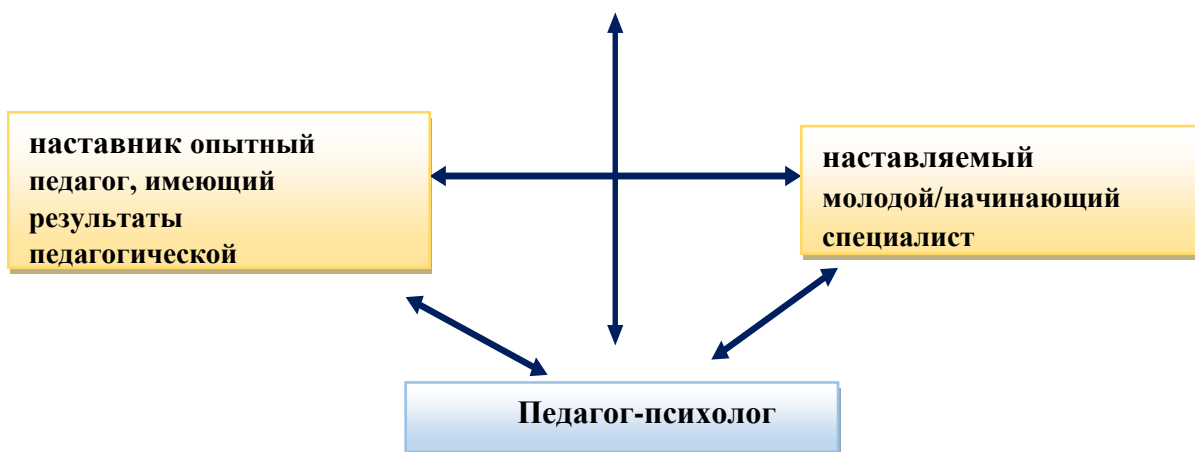 наставник опытный
педагог, имеющий
результаты
педагогической
наставляемый
молодой/начинающий
специалист
Педагог-психолог